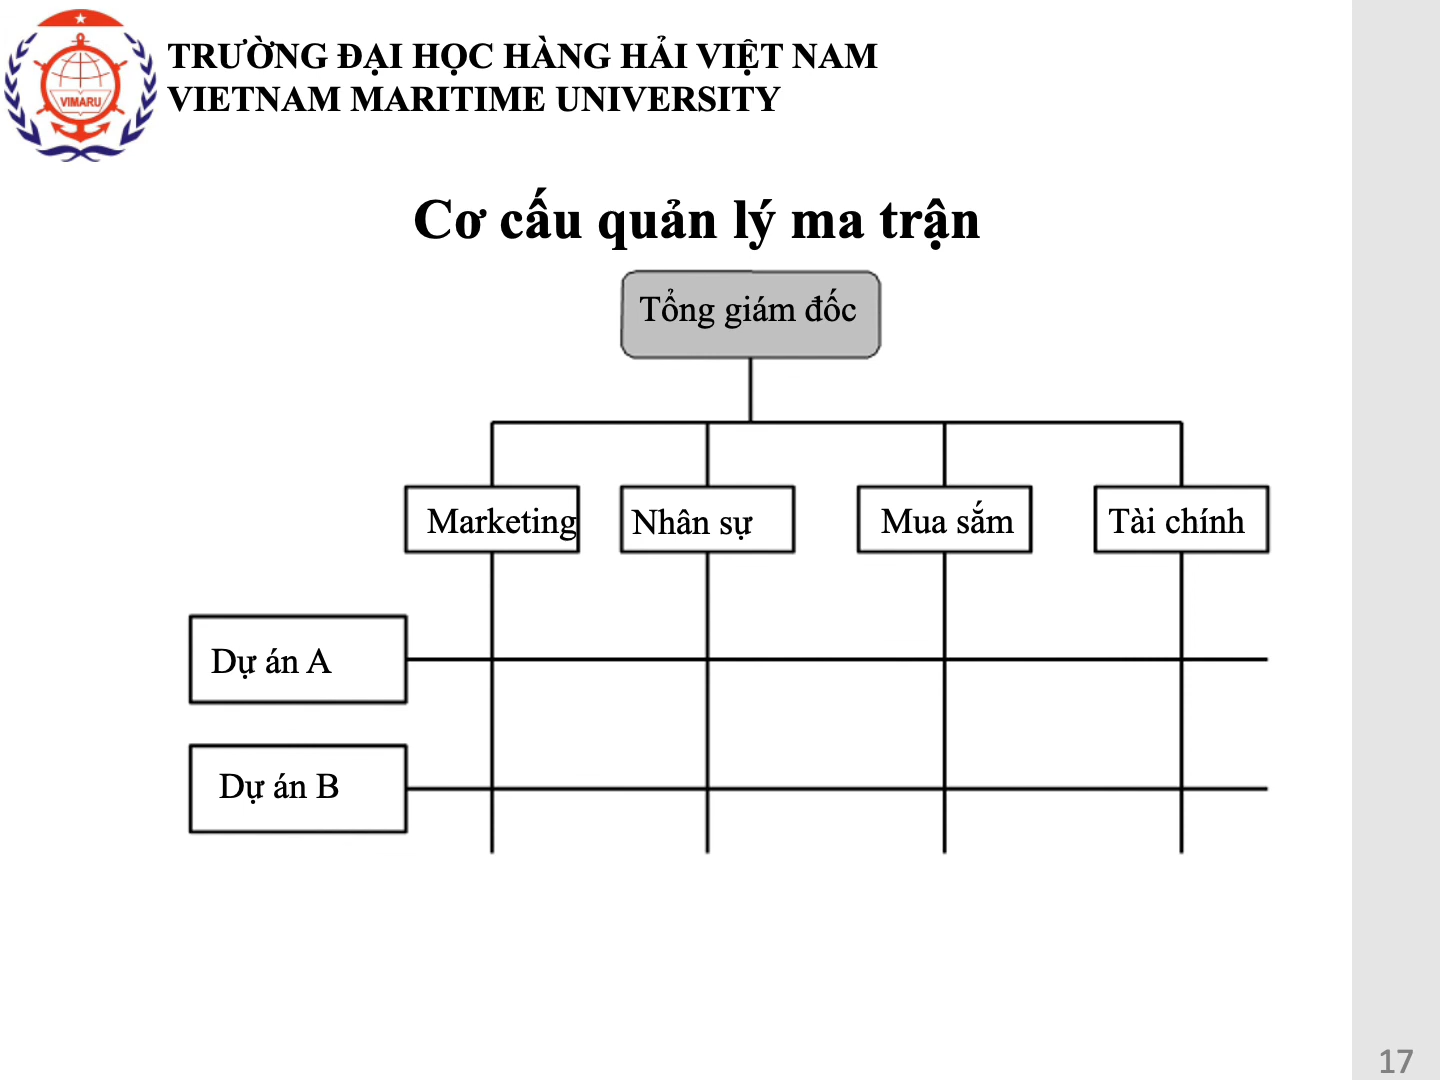 VIMARU
TRƯỜNG ĐẠI HỌC HÀNG HẢI VIỆT NAM
VIETNAM MARITIME UNIVERSITY
Cơ cấu quản lý ma trận
Tổng giám đốc
Marketing
Nhân sự
Mua sắm
Tài chính
Dự án A
Dự án B
17